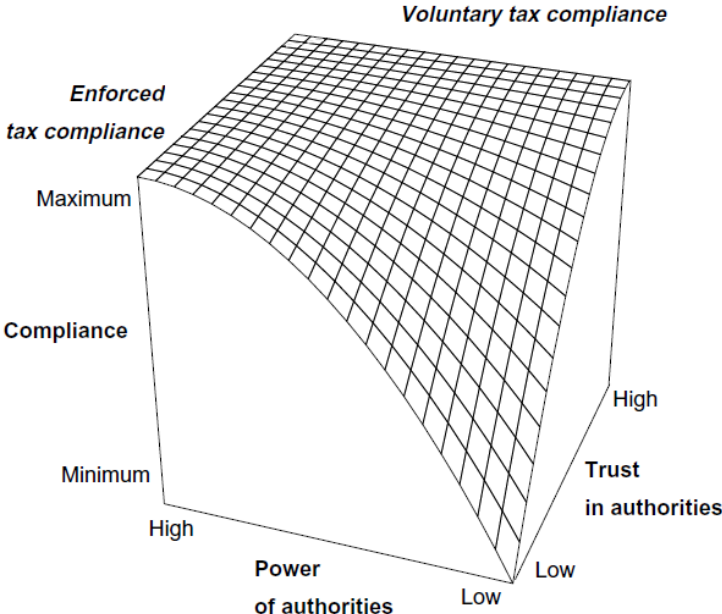 Voluntary tax compliance
Enforced
tax compliance
Maximum
Compliance
Minimum
High
Power
of authorities
Low
Low
Trust
in authorities
High